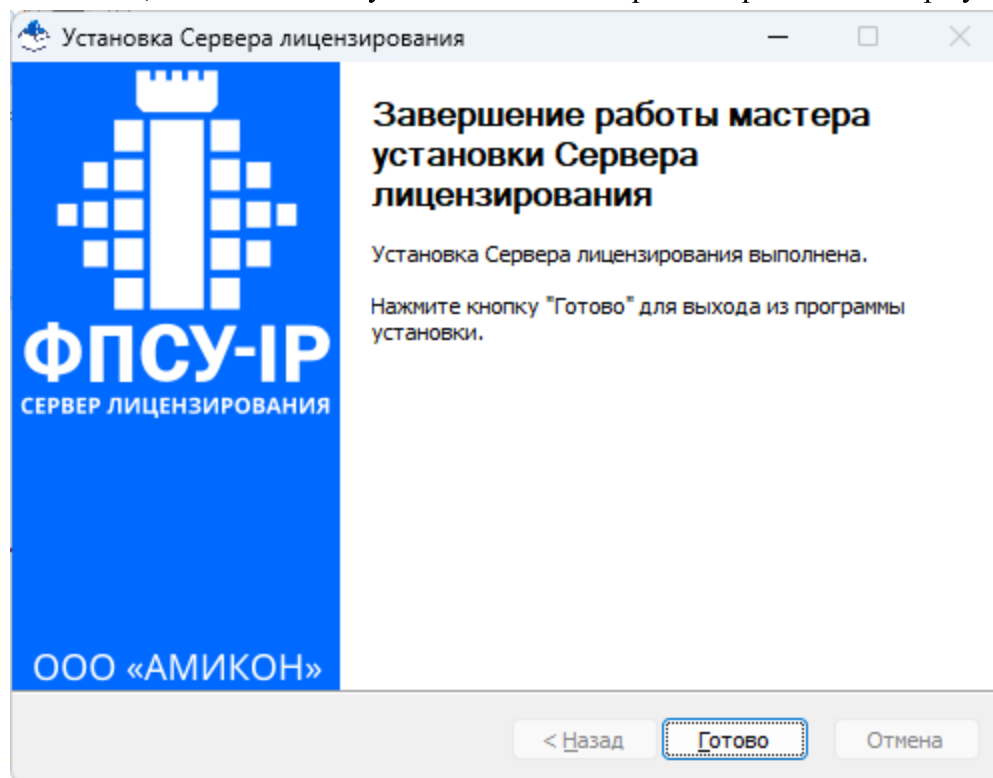 Установка Сервера лицензирования
ФПСУ-IP
СЕРВЕР ЛИЦЕНЗИРОВАНИЯ
ООО «АМИКОН»
Завершение работы мастера
установки Сервера
лицензирования
Установка Сервера лицензирования выполнена.
Нажмите кнопку "Готово" для выхода из программы
установки.
< Назад
Готово
Отмена